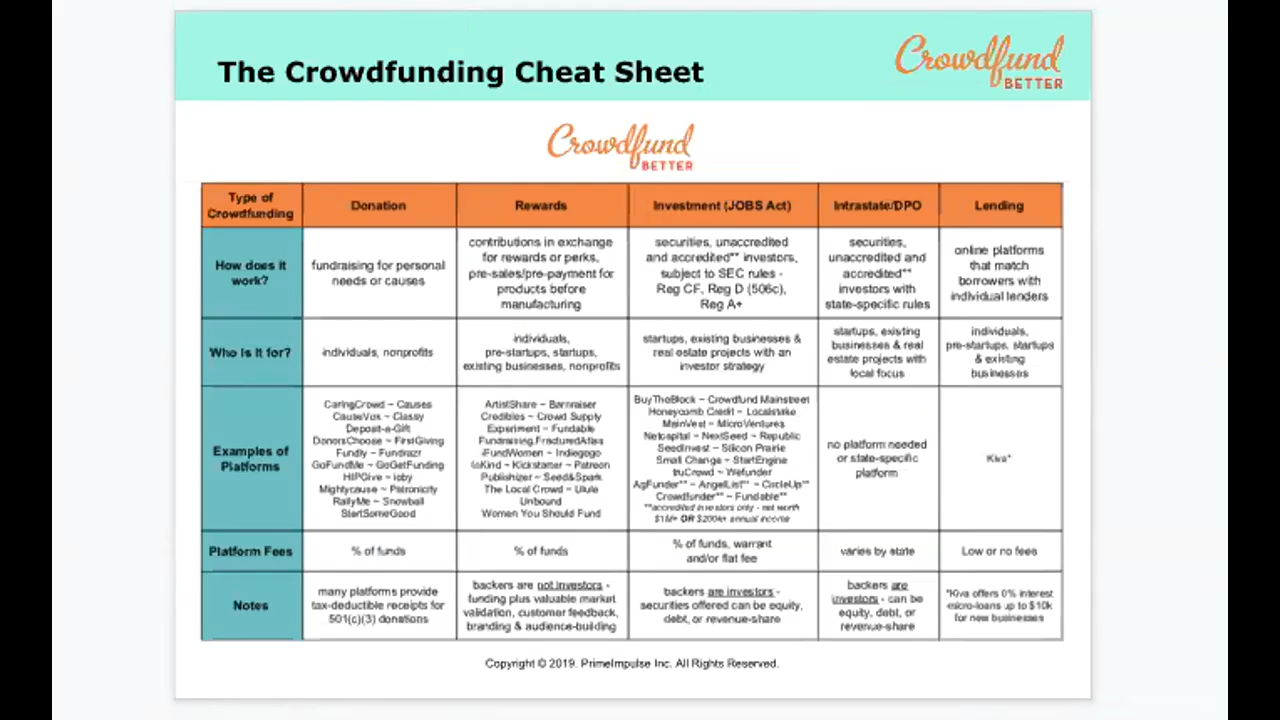 The Crowdfunding Cheat Sheet
Crowdfund
BETTER
Crowdfund
BETTER
Type of
Crowdfunding
Donation
Rewards
Investment (JOBS Act)
Intrastate/DPO
Lending
How does it
work?
fundraising for personal
needs or causes
contributions in exchange
for rewards or perks,
pre-sales/pre-payment for
products before
manufacturing
securities, unaccredited
and accredited** investors,
subject to SEC rules -
Reg CF, Reg D (506c),
Reg A+
securities,
unaccredited and
accredited**
investors with
state-specific rules
online platforms
that match
borrowers with
individual lenders
Who is it for?
individuals, nonprofits
individuals,
pre-startups, startups,
existing businesses, nonprofits
startups, existing businesses &
real estate projects with an
investor strategy
startups, existing
businesses & real
estate projects with
local focus
individuals,
pre-startups, startups
& existing
businesses
Examples of
Platforms
CaringCrowd ~ Causes
CauseVox ~ Classy
Deposit-a-Gift
DonorsChoose ~ FirstGiving
Fundly ~ Fundrazr
GoFundMe ~ GoGetFunding
HIPGive ~ ioby
Mightycause ~ Patronicity
RallyMe ~ Snowball
StartSomeGood
ArtistShare ~ Barnraiser
Credibles ~ Crowd Supply
Experiment ~ Fundable
Fundraising.FracturedAtlas
iFundWomen ~ Indiegogo
InKind ~ Kickstarter ~ Patreon
Publishizer ~ Seed&Spark
The Local Crowd ~ Ulule
Unbound
Women You Should Fund
BuyTheBlock ~ Crowdfund Mainstreet
Honeycomb Credit ~ Localstake
MainVest ~ MicroVentures
Netcapital ~ NextSeed ~ Republic
SeedInvest ~ Silicon Prairie
Small Change ~ StartEngine
truCrowd ~ Wefunder
AgFunder** ~ AngelList** ~ CircleUp**
Crowdfunder** ~ Fundable**
**accredited investors only - net worth
$1M+ OR $200k+ annual income
no platform needed
or state-specific
platform
Kiva*
Platform Fees
% of funds
% of funds
% of funds, warrant
and/or flat fee
varies by state
Low or no fees
Notes
many platforms provide
tax-deductible receipts for
501(c)(3) donations
backers are not investors -
funding plus valuable market
validation, customer feedback,
branding & audience-building
backers are investors -
securities offered can be equity,
debt, or revenue-share
backers are
investors - can be
equity, debt, or
revenue-share
*Kiva offers 0% interest
micro-loans up to $10k
for new businesses
Copyright © 2019. PrimeImpulse Inc. All Rights Reserved.